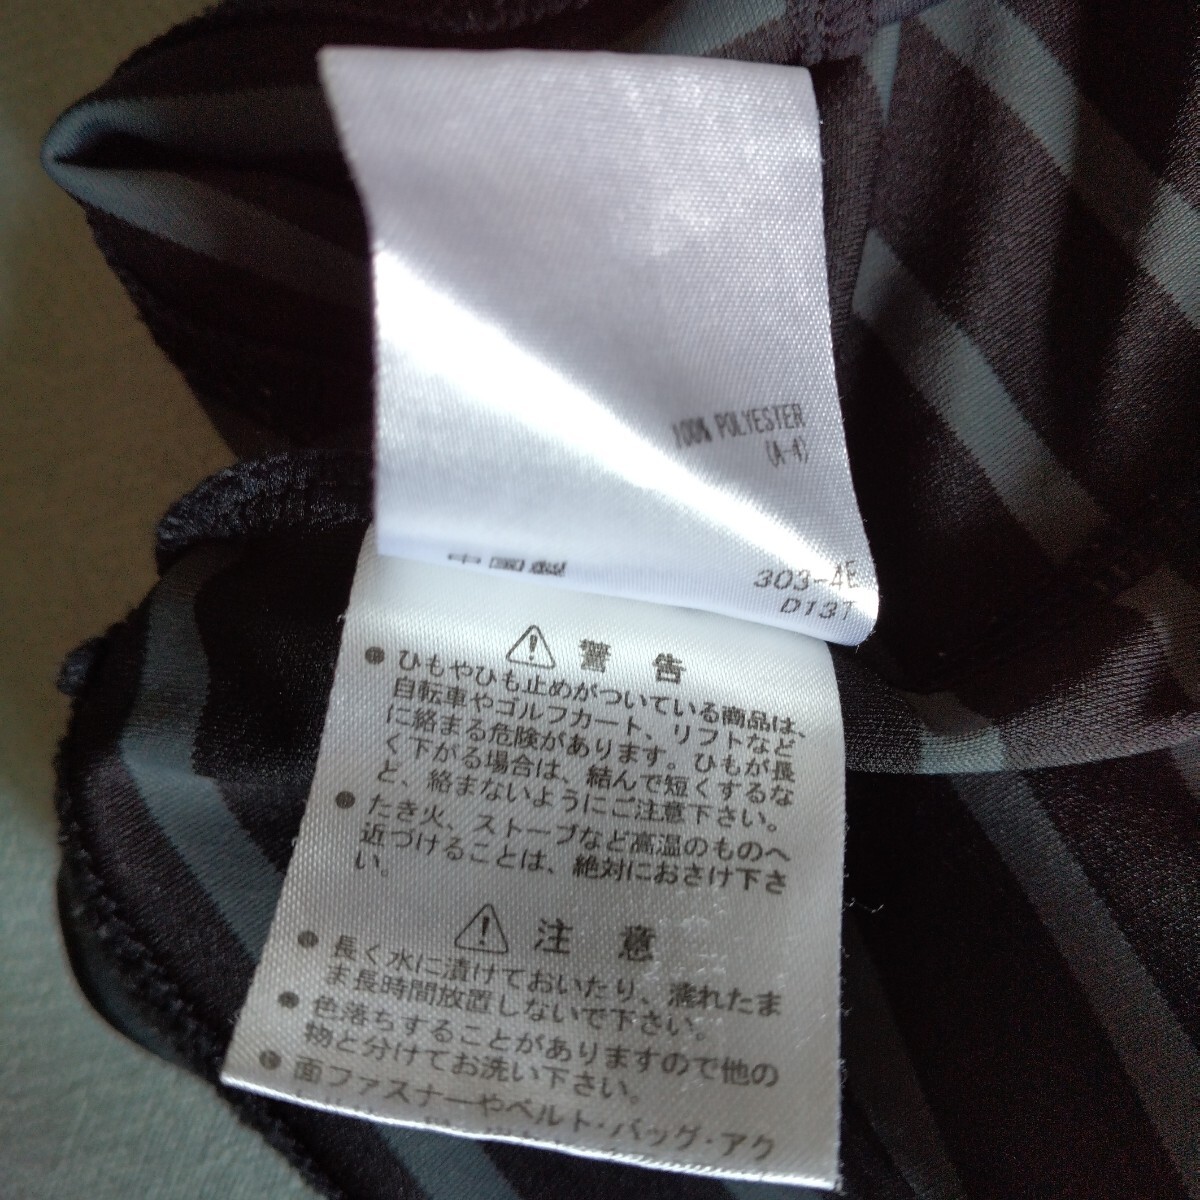 100% POLYESTER
(A-4)
中国製
303-4E
D13T
警告
● ひもやひも止めがついている商品は、
自転車やゴルフカート、リフトなど
に絡まる危険があります。ひもが長
く下がる場合は、結んで短くするな
ど、絡まないようにご注意下さい。
● たき火、ストーブなど高温のものへ
近づけることは、絶対におさけ下さ
い。
注意
● 長く水に漬けておいたり、濡れたま
ま長時間放置しないで下さい。
● 色落ちすることがありますので他の
物と分けてお洗い下さい。
● 面ファスナーやベルト・バッグ・アク